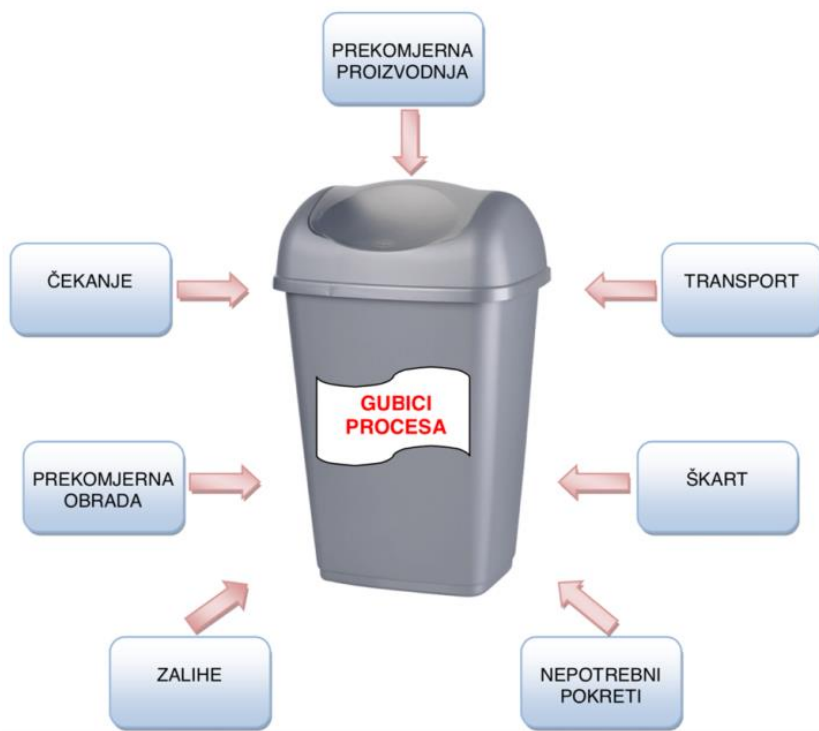 PREKOMJERNA
PROIZVODNJA
ČEKANJE
TRANSPORT
GUBICI
PROCESA
PREKOMJERNA
OBRADA
ŠKART
ZALIHE
NEPOTREBNI
POKRETI